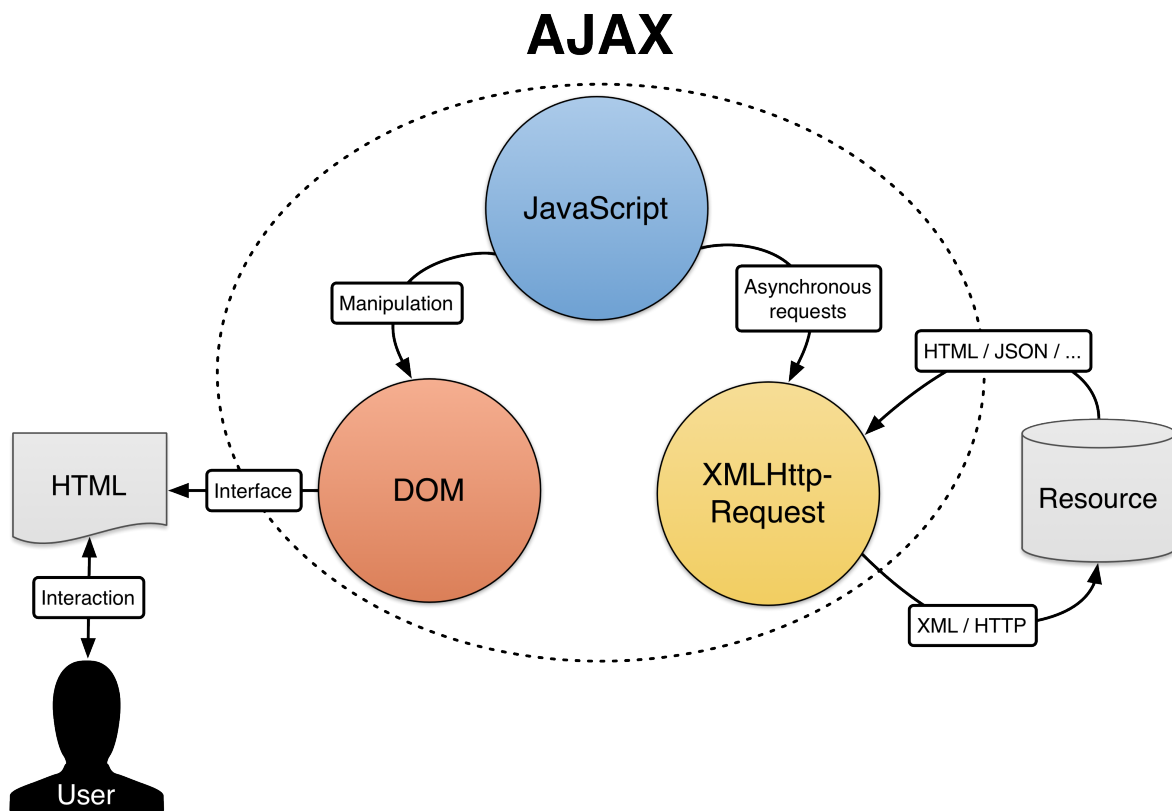 AJAX
JavaScript
Manipulation
Asynchronous
requests
HTML / JSON / ...
HTML
Interface
DOM
XMLHttp-
Request
Resource
Interaction
XML / HTTP
User